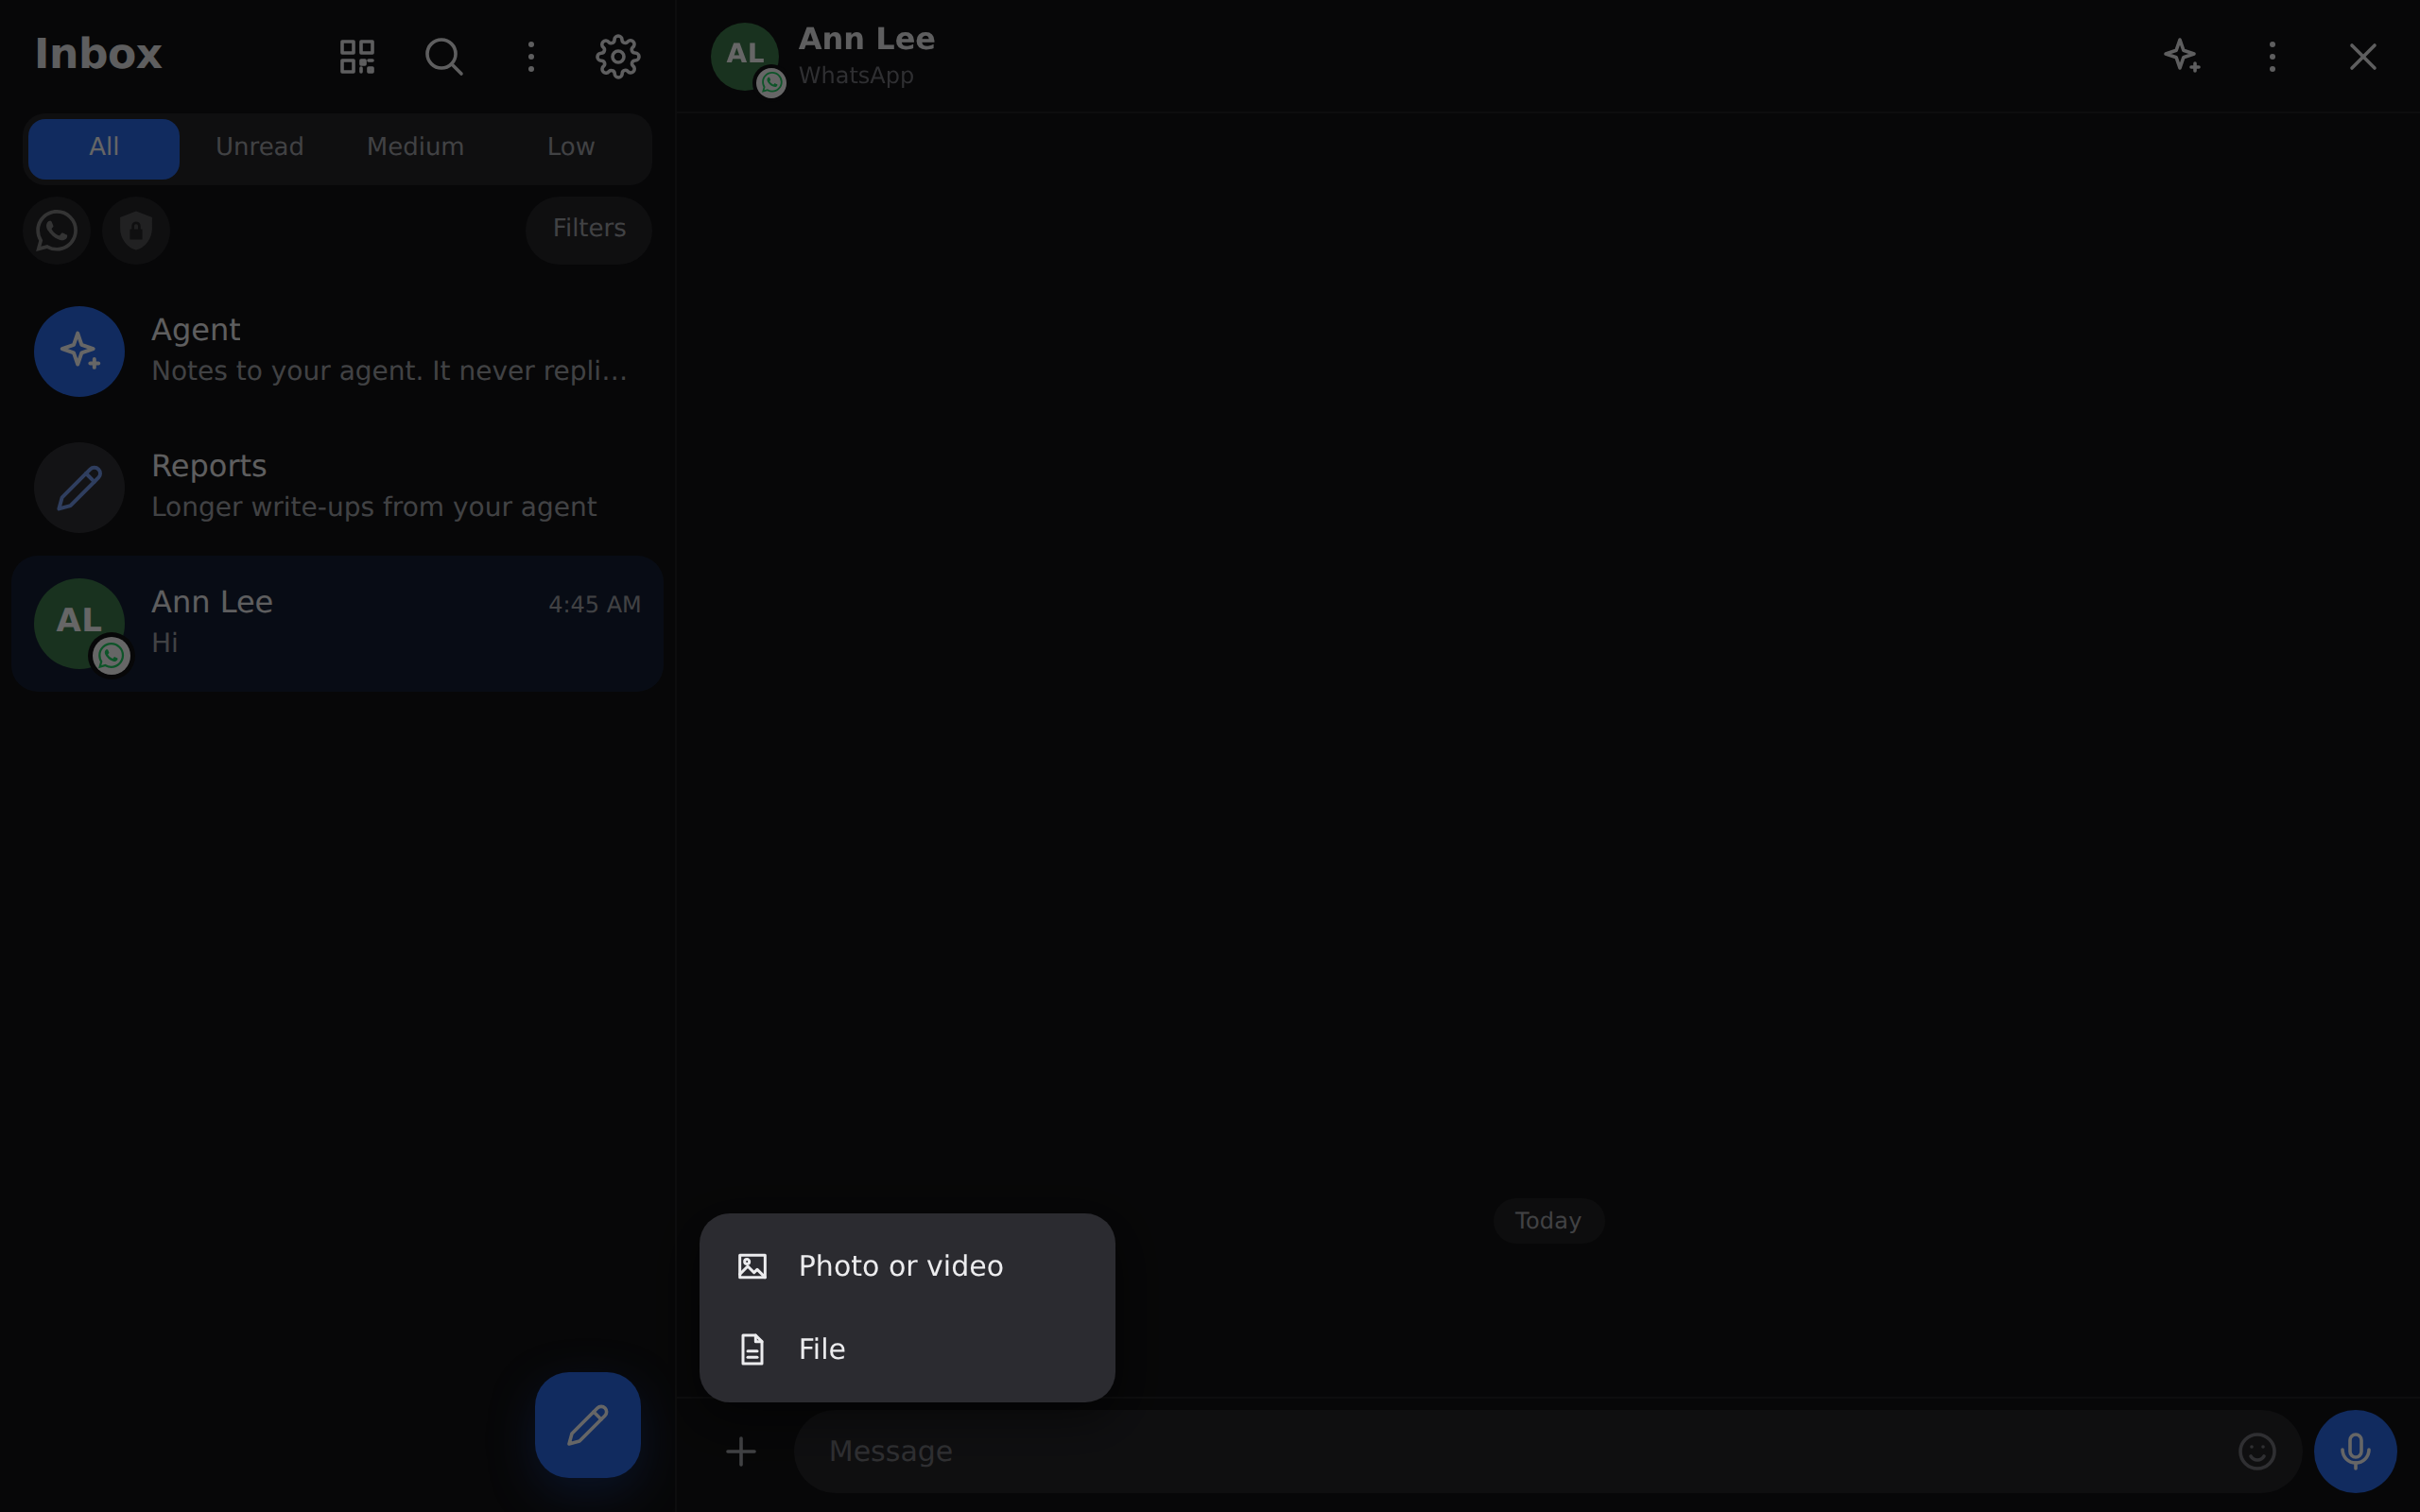 Inbox
All
Unread
Medium
Low
Filters
Agent
Notes to your agent. It never repli…
Reports
Longer write-ups from your agent
AL
Ann Lee
4:45 AM
Hi
AL
Ann Lee
WhatsApp
Today
Photo or video
File
Message